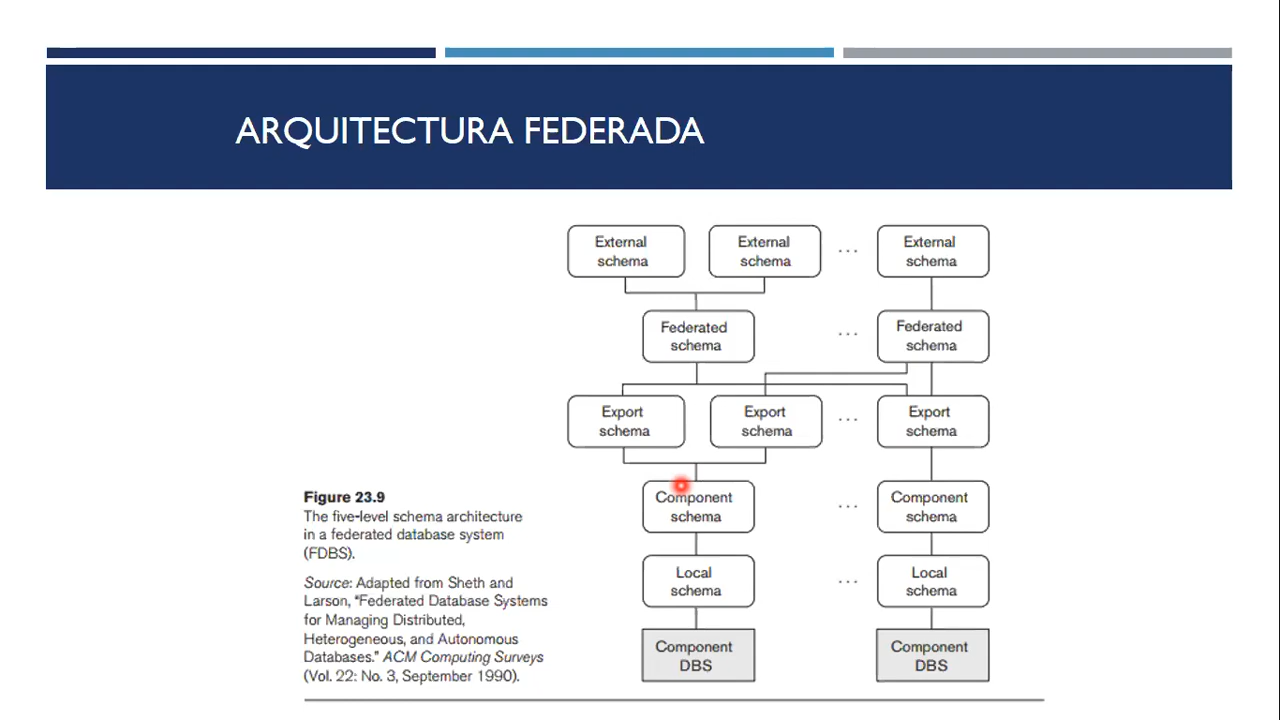 ARQUITECTURA FEDERADA
External
schema
External
schema
...
External
schema
Federated
schema
...
Federated
schema
Export
schema
Export
schema
...
Export
schema
Component
schema
...
Component
schema
Local
schema
...
Local
schema
Component
DBS
Component
DBS
Figure 23.9
The five-level schema architecture
in a federated database system
(FDBS).
Source: Adapted from Sheth and
Larson, “Federated Database Systems
for Managing Distributed,
Heterogeneous, and Autonomous
Databases.” ACM Computing Surveys
(Vol. 22: No. 3, September 1990).